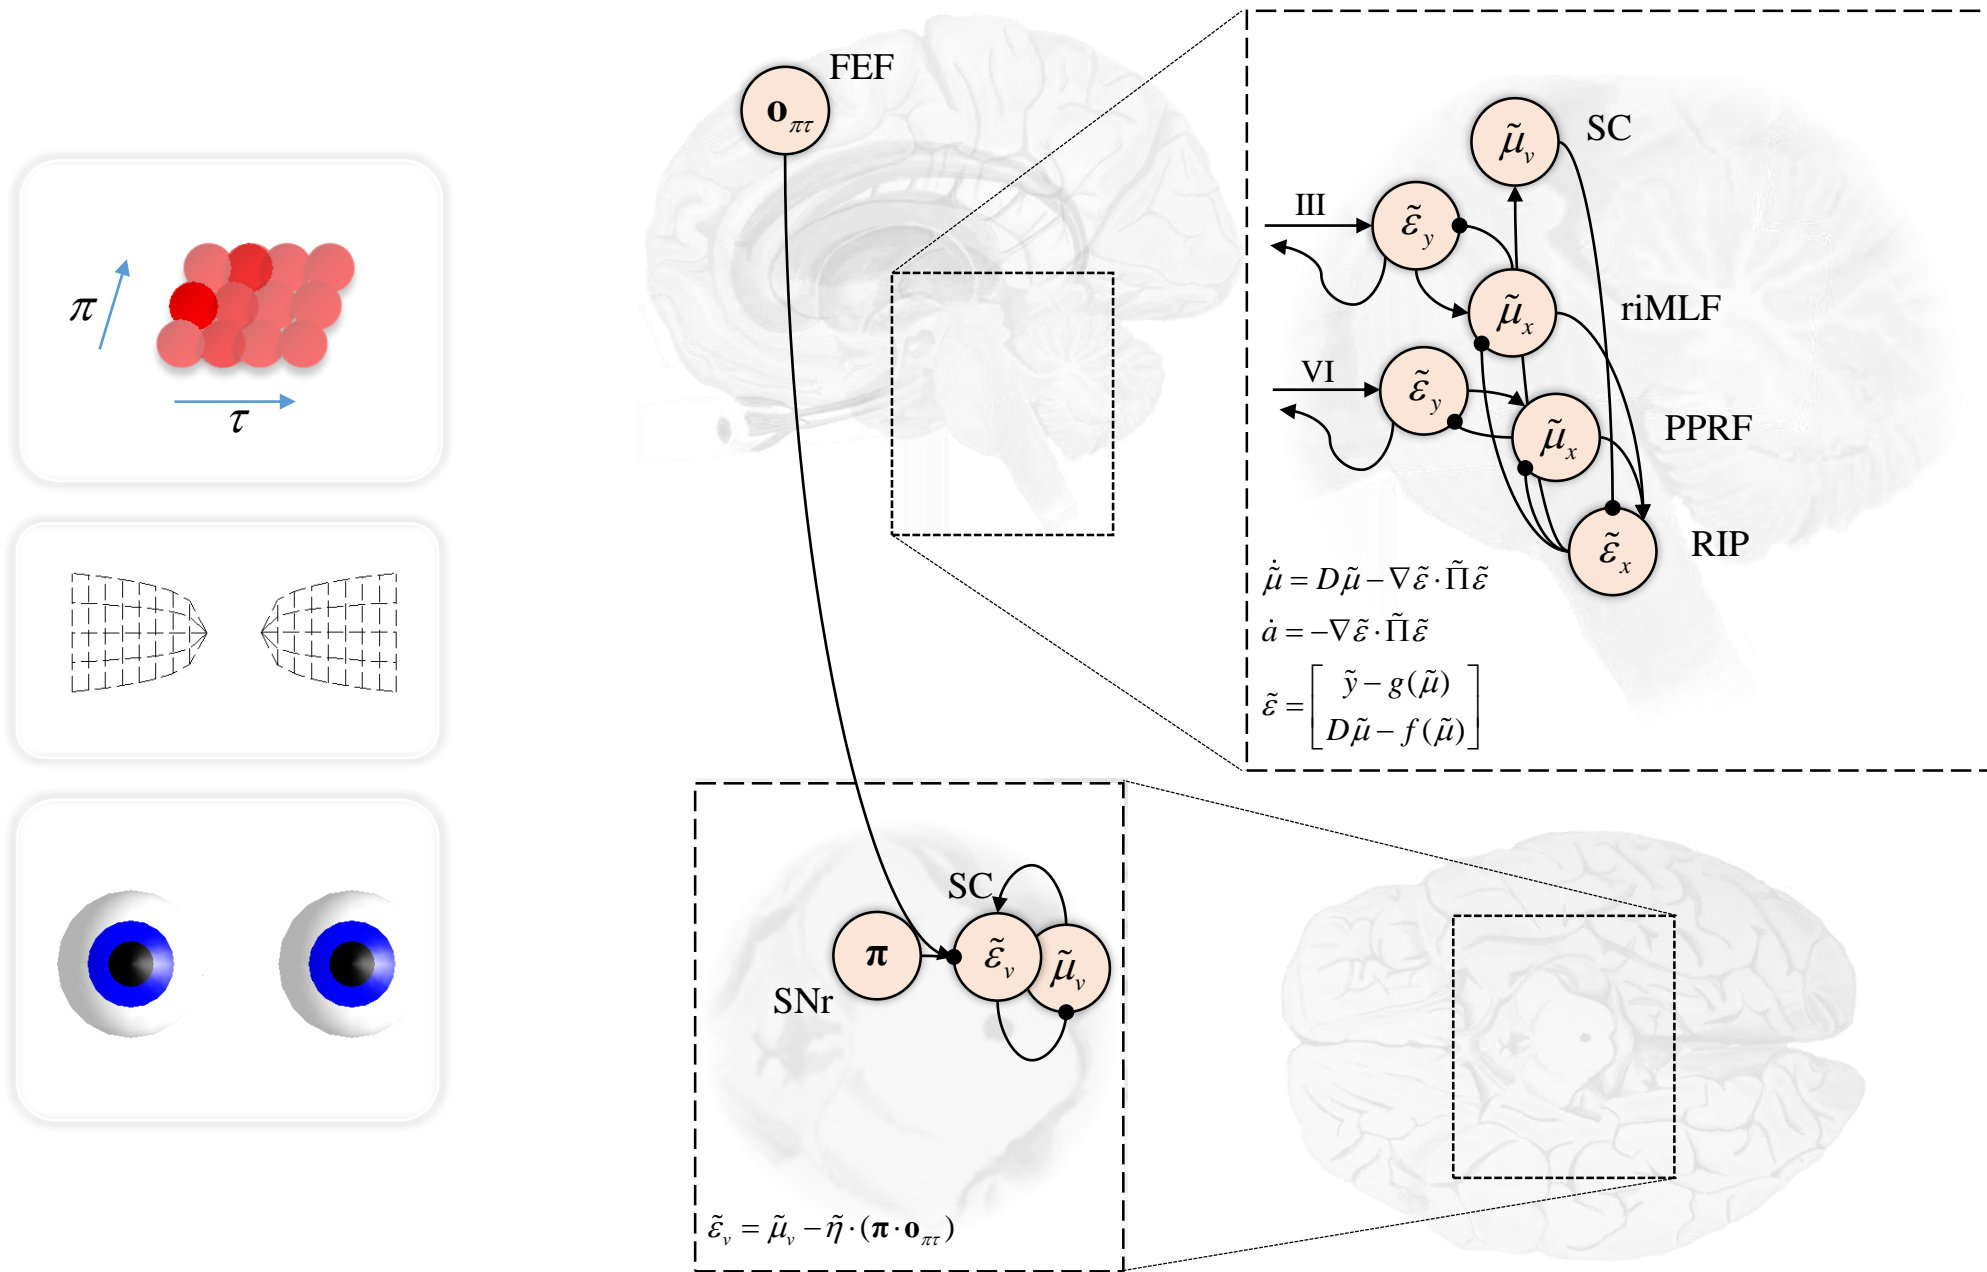 π
τ
FEF
𝐨_πτ
SC
μ̃_v
III
ε̃_y
μ̃_x
riMLF
VI
ε̃_y
μ̃_x
PPRF
ε̃_x
RIP
μ̃̇ = Dμ̃ − ∇ε̃ · Π̃ε̃
ȧ = −∇ε̃ · Π̃ε̃
ε̃ = [ ỹ − g(μ̃)
Dμ̃ − f(μ̃) ]
SC
𝛑
ε̃_v
μ̃_v
SNr
ε̃_v = μ̃_v − η̃ · (𝛑 · 𝐨_πτ)